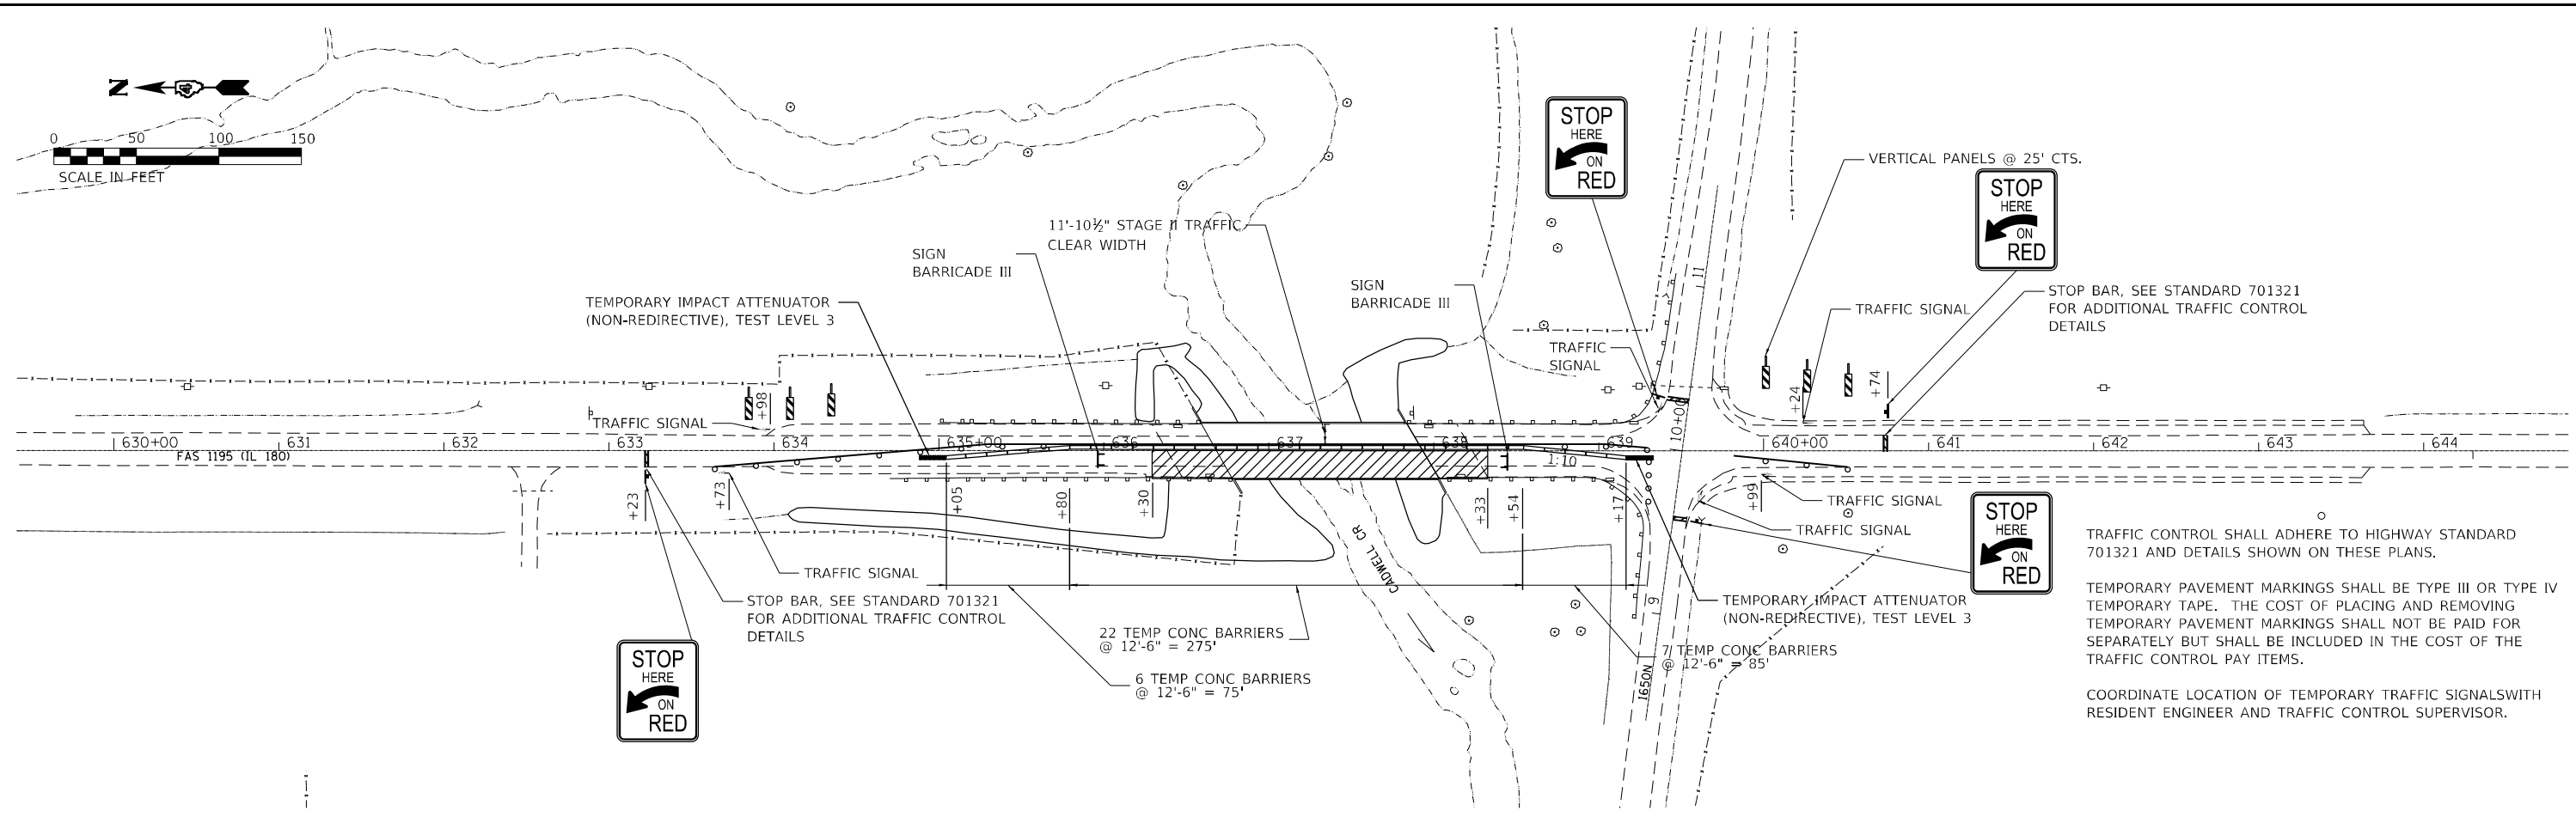 N
0 50 100 150
SCALE IN FEET
STOP
HERE
ON
RED
VERTICAL PANELS @ 25' CTS.
STOP
HERE
ON
RED
11'-10½" STAGE II TRAFFIC
CLEAR WIDTH
SIGN
BARRICADE III
SIGN
BARRICADE III
TEMPORARY IMPACT ATTENUATOR
(NON-REDIRECTIVE), TEST LEVEL 3
STOP BAR, SEE STANDARD 701321
FOR ADDITIONAL TRAFFIC CONTROL
DETAILS
TRAFFIC SIGNAL
TRAFFIC
SIGNAL
11
+98
+24
+74
TRAFFIC SIGNAL
10+00
630+00 631 632 633 634 635+00 636 637 638 639 640+00 641 642 643 644
FAS 1195 (IL 180)
1:10
+23
+73
+05
+80
+30
+33
+54
+17
+99
TRAFFIC SIGNAL
TRAFFIC SIGNAL
STOP
HERE
ON
RED
CADWELL CR
TRAFFIC SIGNAL
STOP BAR, SEE STANDARD 701321
FOR ADDITIONAL TRAFFIC CONTROL
DETAILS
9
TEMPORARY IMPACT ATTENUATOR
(NON-REDIRECTIVE), TEST LEVEL 3
22 TEMP CONC BARRIERS
@ 12'-6" = 275'
7 TEMP CONC BARRIERS
@ 12'-6" = 85'
6 TEMP CONC BARRIERS
@ 12'-6" = 75'
1650N
STOP
HERE
ON
RED
TRAFFIC CONTROL SHALL ADHERE TO HIGHWAY STANDARD
701321 AND DETAILS SHOWN ON THESE PLANS.
TEMPORARY PAVEMENT MARKINGS SHALL BE TYPE III OR TYPE IV
TEMPORARY TAPE. THE COST OF PLACING AND REMOVING
TEMPORARY PAVEMENT MARKINGS SHALL NOT BE PAID FOR
SEPARATELY BUT SHALL BE INCLUDED IN THE COST OF THE
TRAFFIC CONTROL PAY ITEMS.
COORDINATE LOCATION OF TEMPORARY TRAFFIC SIGNALSWITH
RESIDENT ENGINEER AND TRAFFIC CONTROL SUPERVISOR.